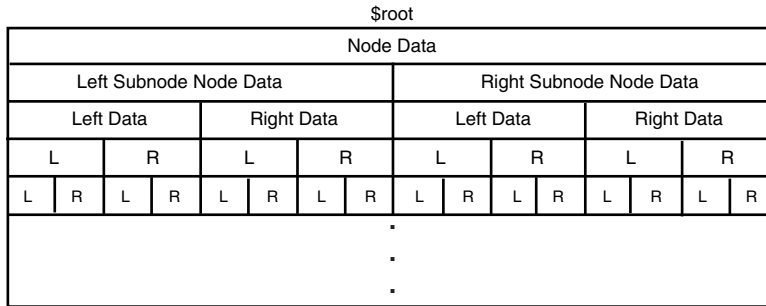 $root
Node Data
Left Subnode Node Data Right Subnode Node Data
Left Data Right Data Left Data Right Data
L R L R L R L R
L R L R L R L R L R L R L R L R
.
.
.